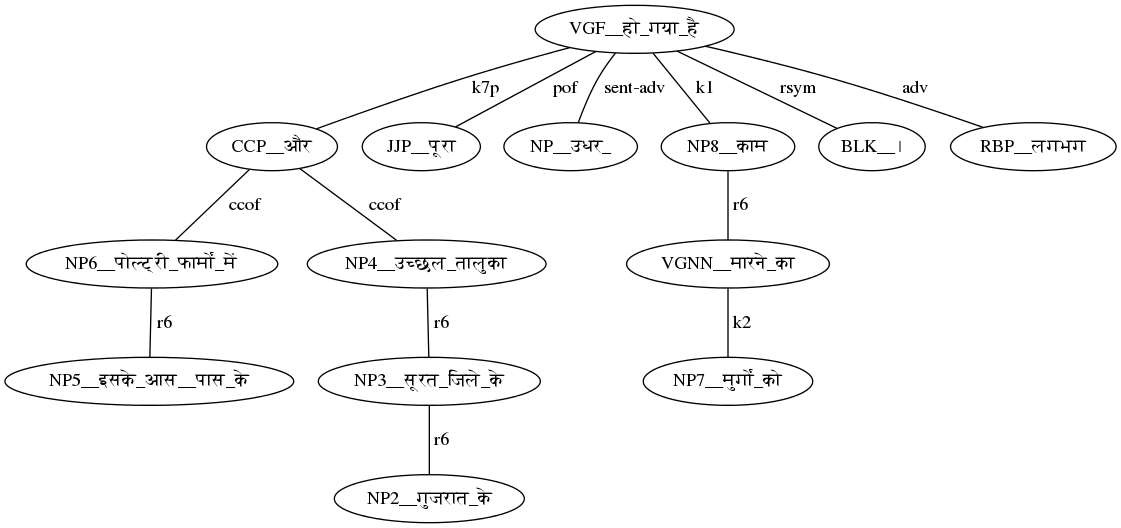 VGF__हो_गया_है
k7p pof sent-adv k1 rsym adv
CCP__और JJP__पूरा NP__उधर_ NP8__काम BLK__। RBP__लगभग
ccof ccof r6
NP6__पोल्ट्री_फार्मों_में NP4__उच्छल_तालुका VGNN__मारने_का
r6 r6 k2
NP5__इसके_आस__पास_के NP3__सूरत_जिले_के NP7__मुर्गों_को
r6
NP2__गुजरात_के